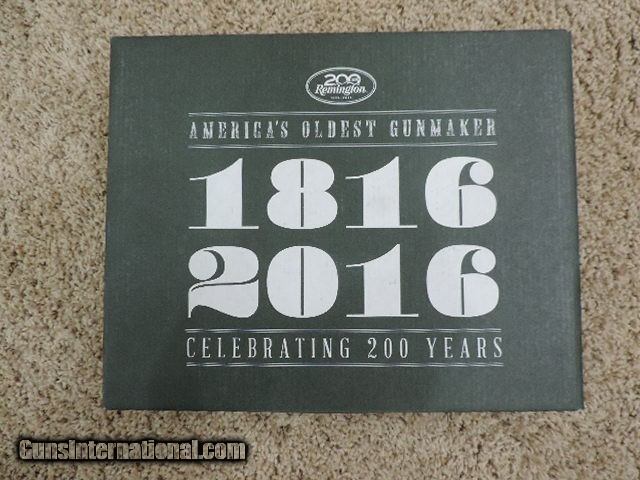 200
Remington
AMERICA'S OLDEST GUNMAKER
1816
2016
CELEBRATING 200 YEARS
GunsInternational.com